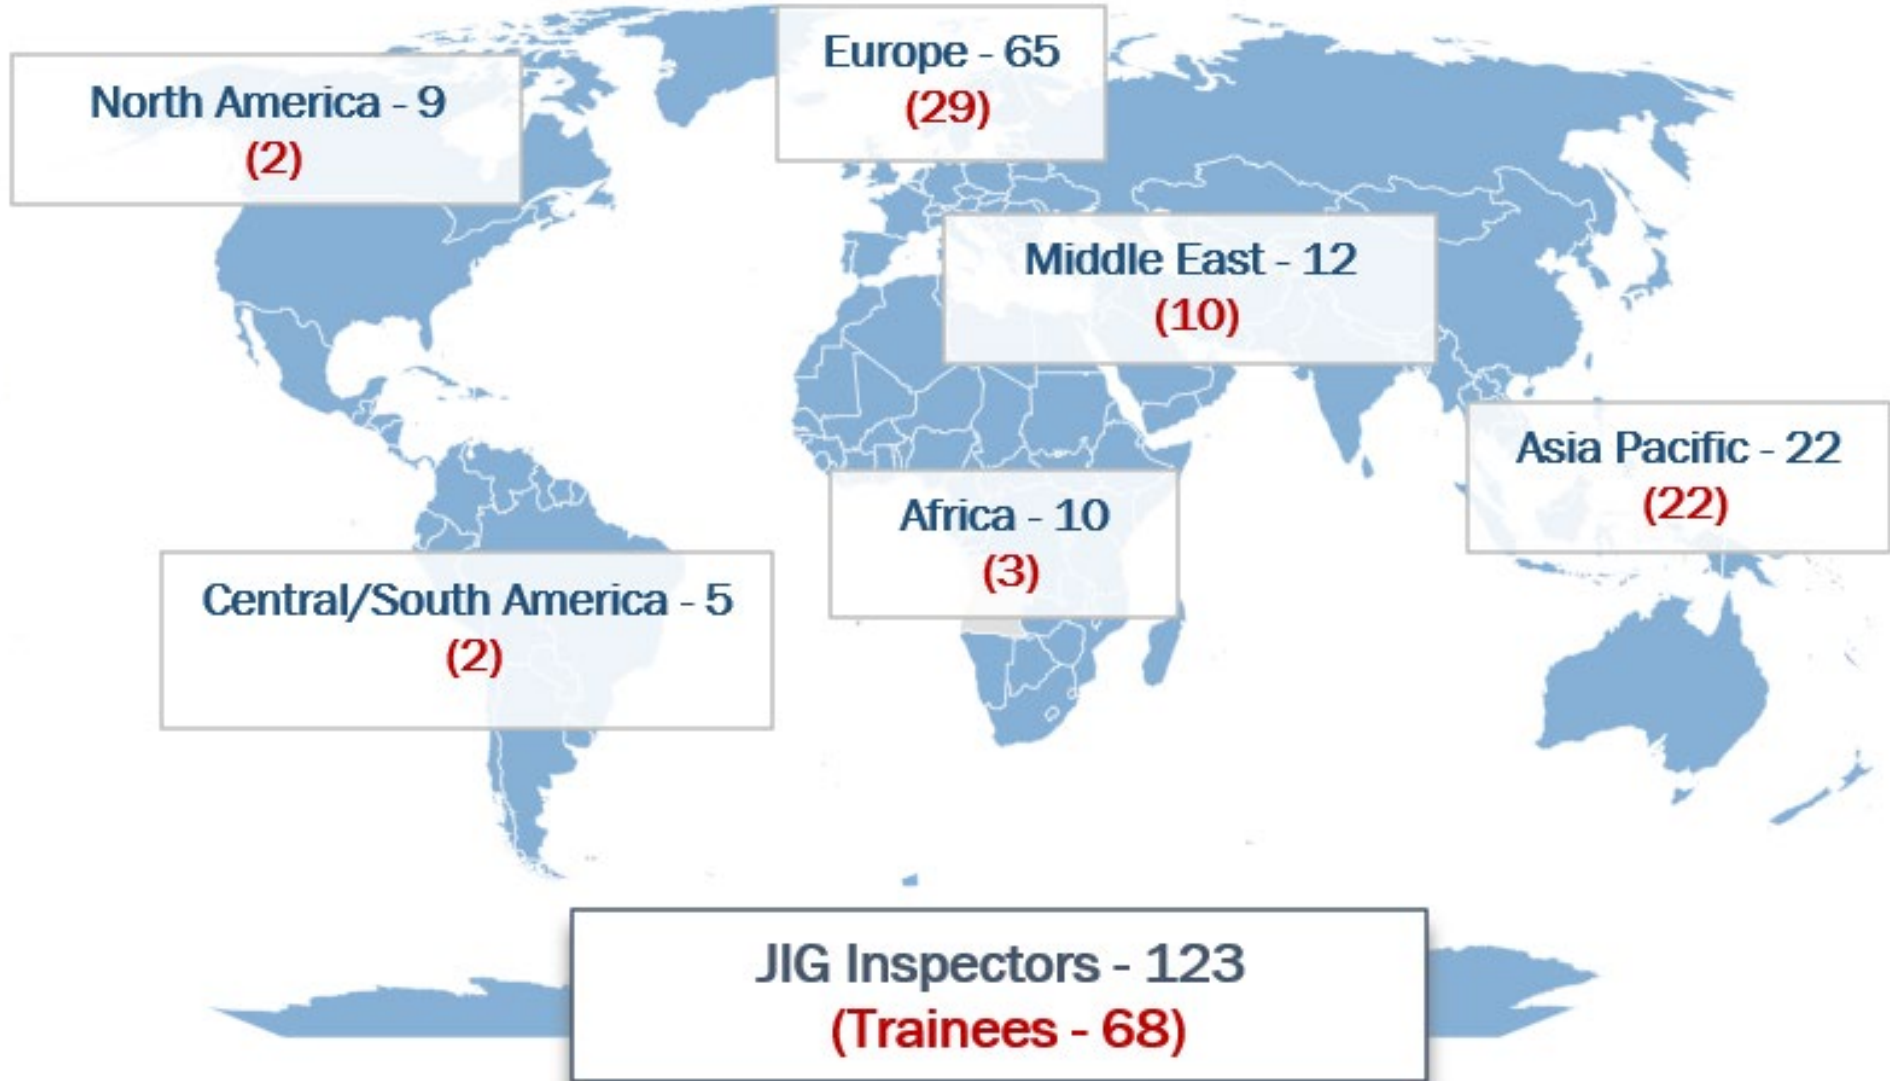 Europe - 65
(29)
North America - 9
(2)
Middle East - 12
(10)
Asia Pacific - 22
(22)
Africa - 10
(3)
Central/South America - 5
(2)
JIG Inspectors - 123
(Trainees - 68)